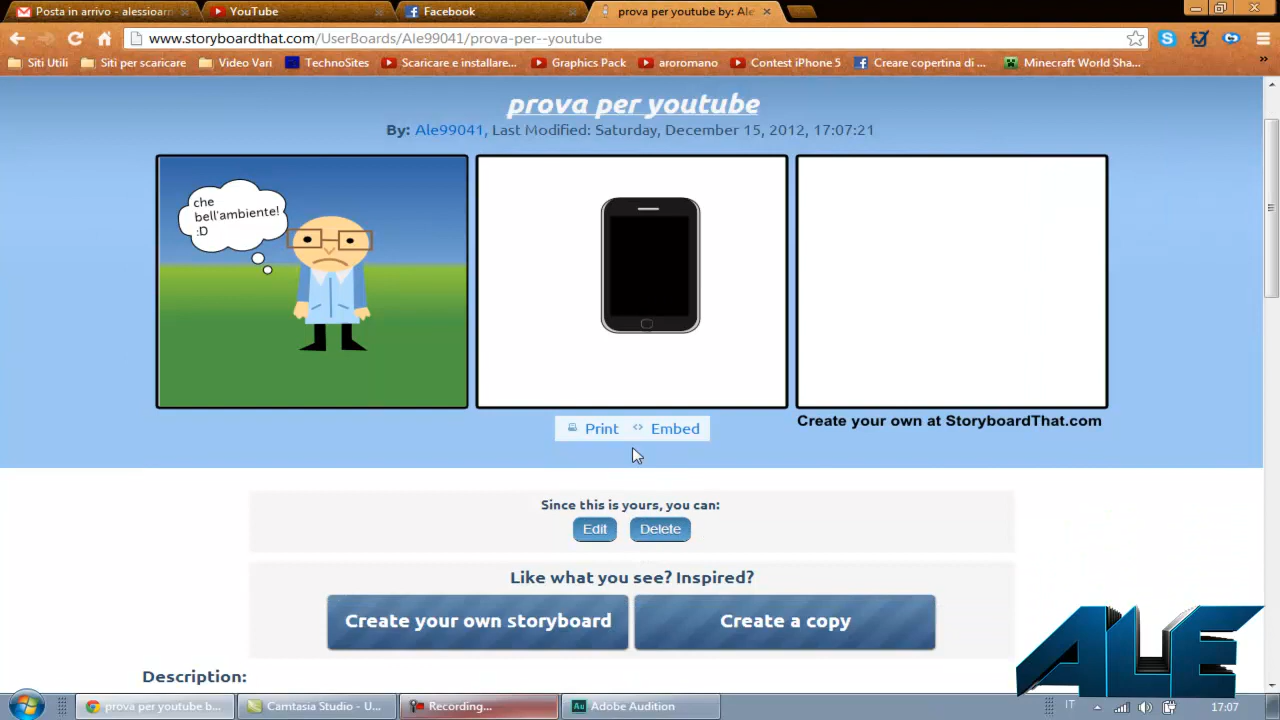 Posta in arrivo - alessioarr
YouTube
Facebook
prova per youtube by: Ale
www.storyboardthat.com/UserBoards/Ale99041/prova-per--youtube
Siti Utili
Siti per scaricare
Video Vari
TechnoSites
Scaricare e installare...
Graphics Pack
aroromano
Contest iPhone 5
Creare copertina di ...
Minecraft World Sha...
prova per youtube
By: Ale99041, Last Modified: Saturday, December 15, 2012, 17:07:21
che
bell'ambiente!
:D
Create your own at StoryboardThat.com
Print
Embed
Since this is yours, you can:
Edit
Delete
Like what you see? Inspired?
Create your own storyboard
Create a copy
Description:
ALE
prova per youtube b...
Camtasia Studio - U...
Recording...
Au
Adobe Audition
IT
17:07